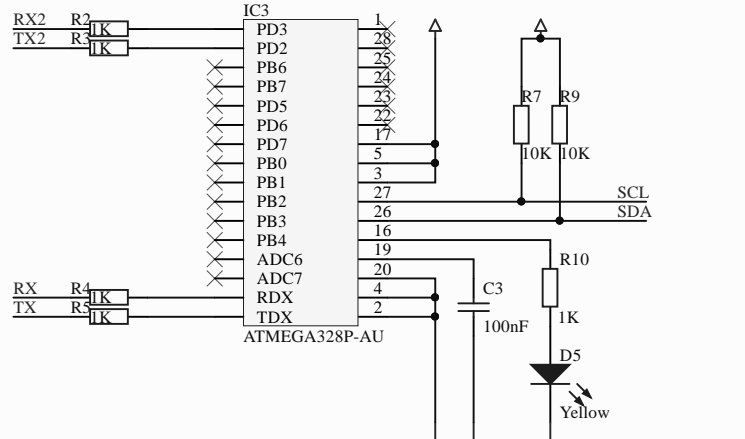 IC3
RX2 R2 1K PD3 1
TX2 R3 1K PD2 28
PB6 25
PB7 24
PD5 23 R7 R9
PD6 22
PD7 17
PB0 5 10K 10K
PB1 3
PB2 27 SCL
PB3 26 SDA
PB4 16
ADC6 19 R10
ADC7 20
RX R4 1K RDX 4 C3
TX R5 1K TDX 2 1K
ATMEGA328P-AU 100nF
D5
Yellow